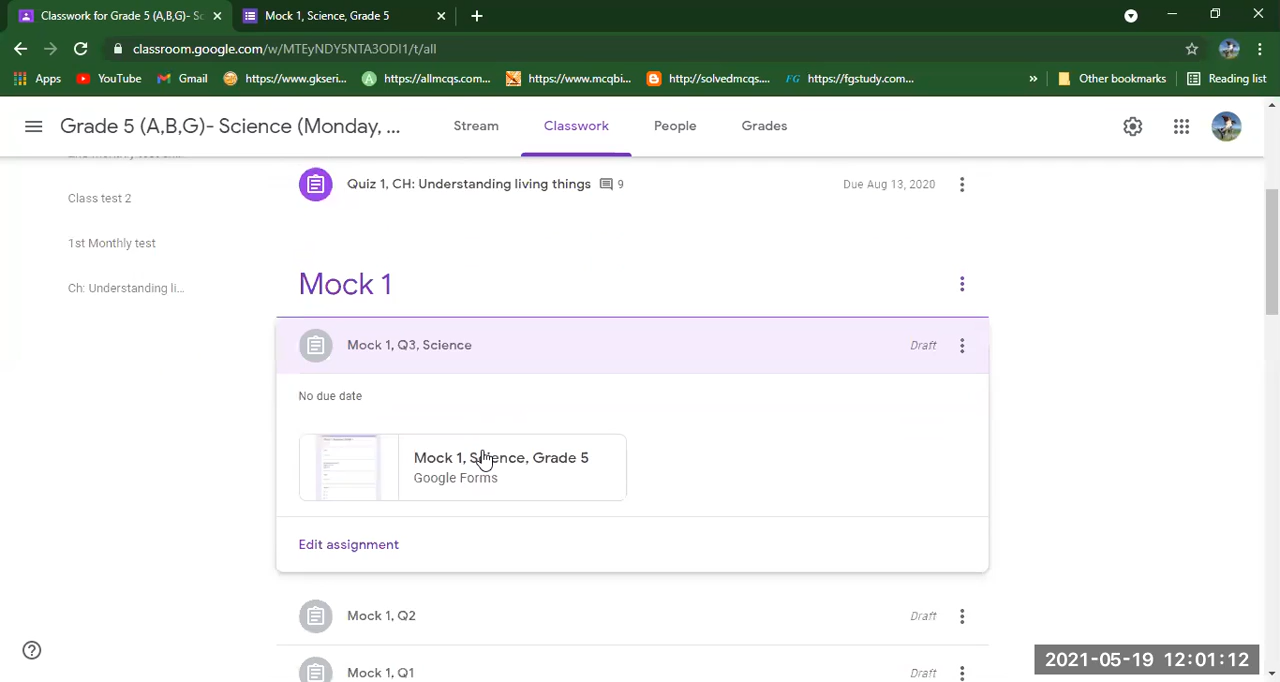 Classwork for Grade 5 (A,B,G)- Sc
Mock 1, Science, Grade 5
classroom.google.com/w/MTEyNDY5NTA3ODI1/t/all
Apps
YouTube
Gmail
https://www.gkseri...
https://allmcqs.com...
https://www.mcqbi...
http://solvedmcqs....
FG https://fgstudy.com...
»
Other bookmarks
Reading list
Grade 5 (A,B,G)- Science (Monday, ...
Stream
Classwork
People
Grades
Class test 2
1st Monthly test
Ch: Understanding li...
Quiz 1, CH: Understanding living things
9
Due Aug 13, 2020
Mock 1
Mock 1, Q3, Science
Draft
No due date
Mock 1, Science, Grade 5
Google Forms
Edit assignment
Mock 1, Q2
Draft
Mock 1, Q1
Draft
2021-05-19 12:01:12